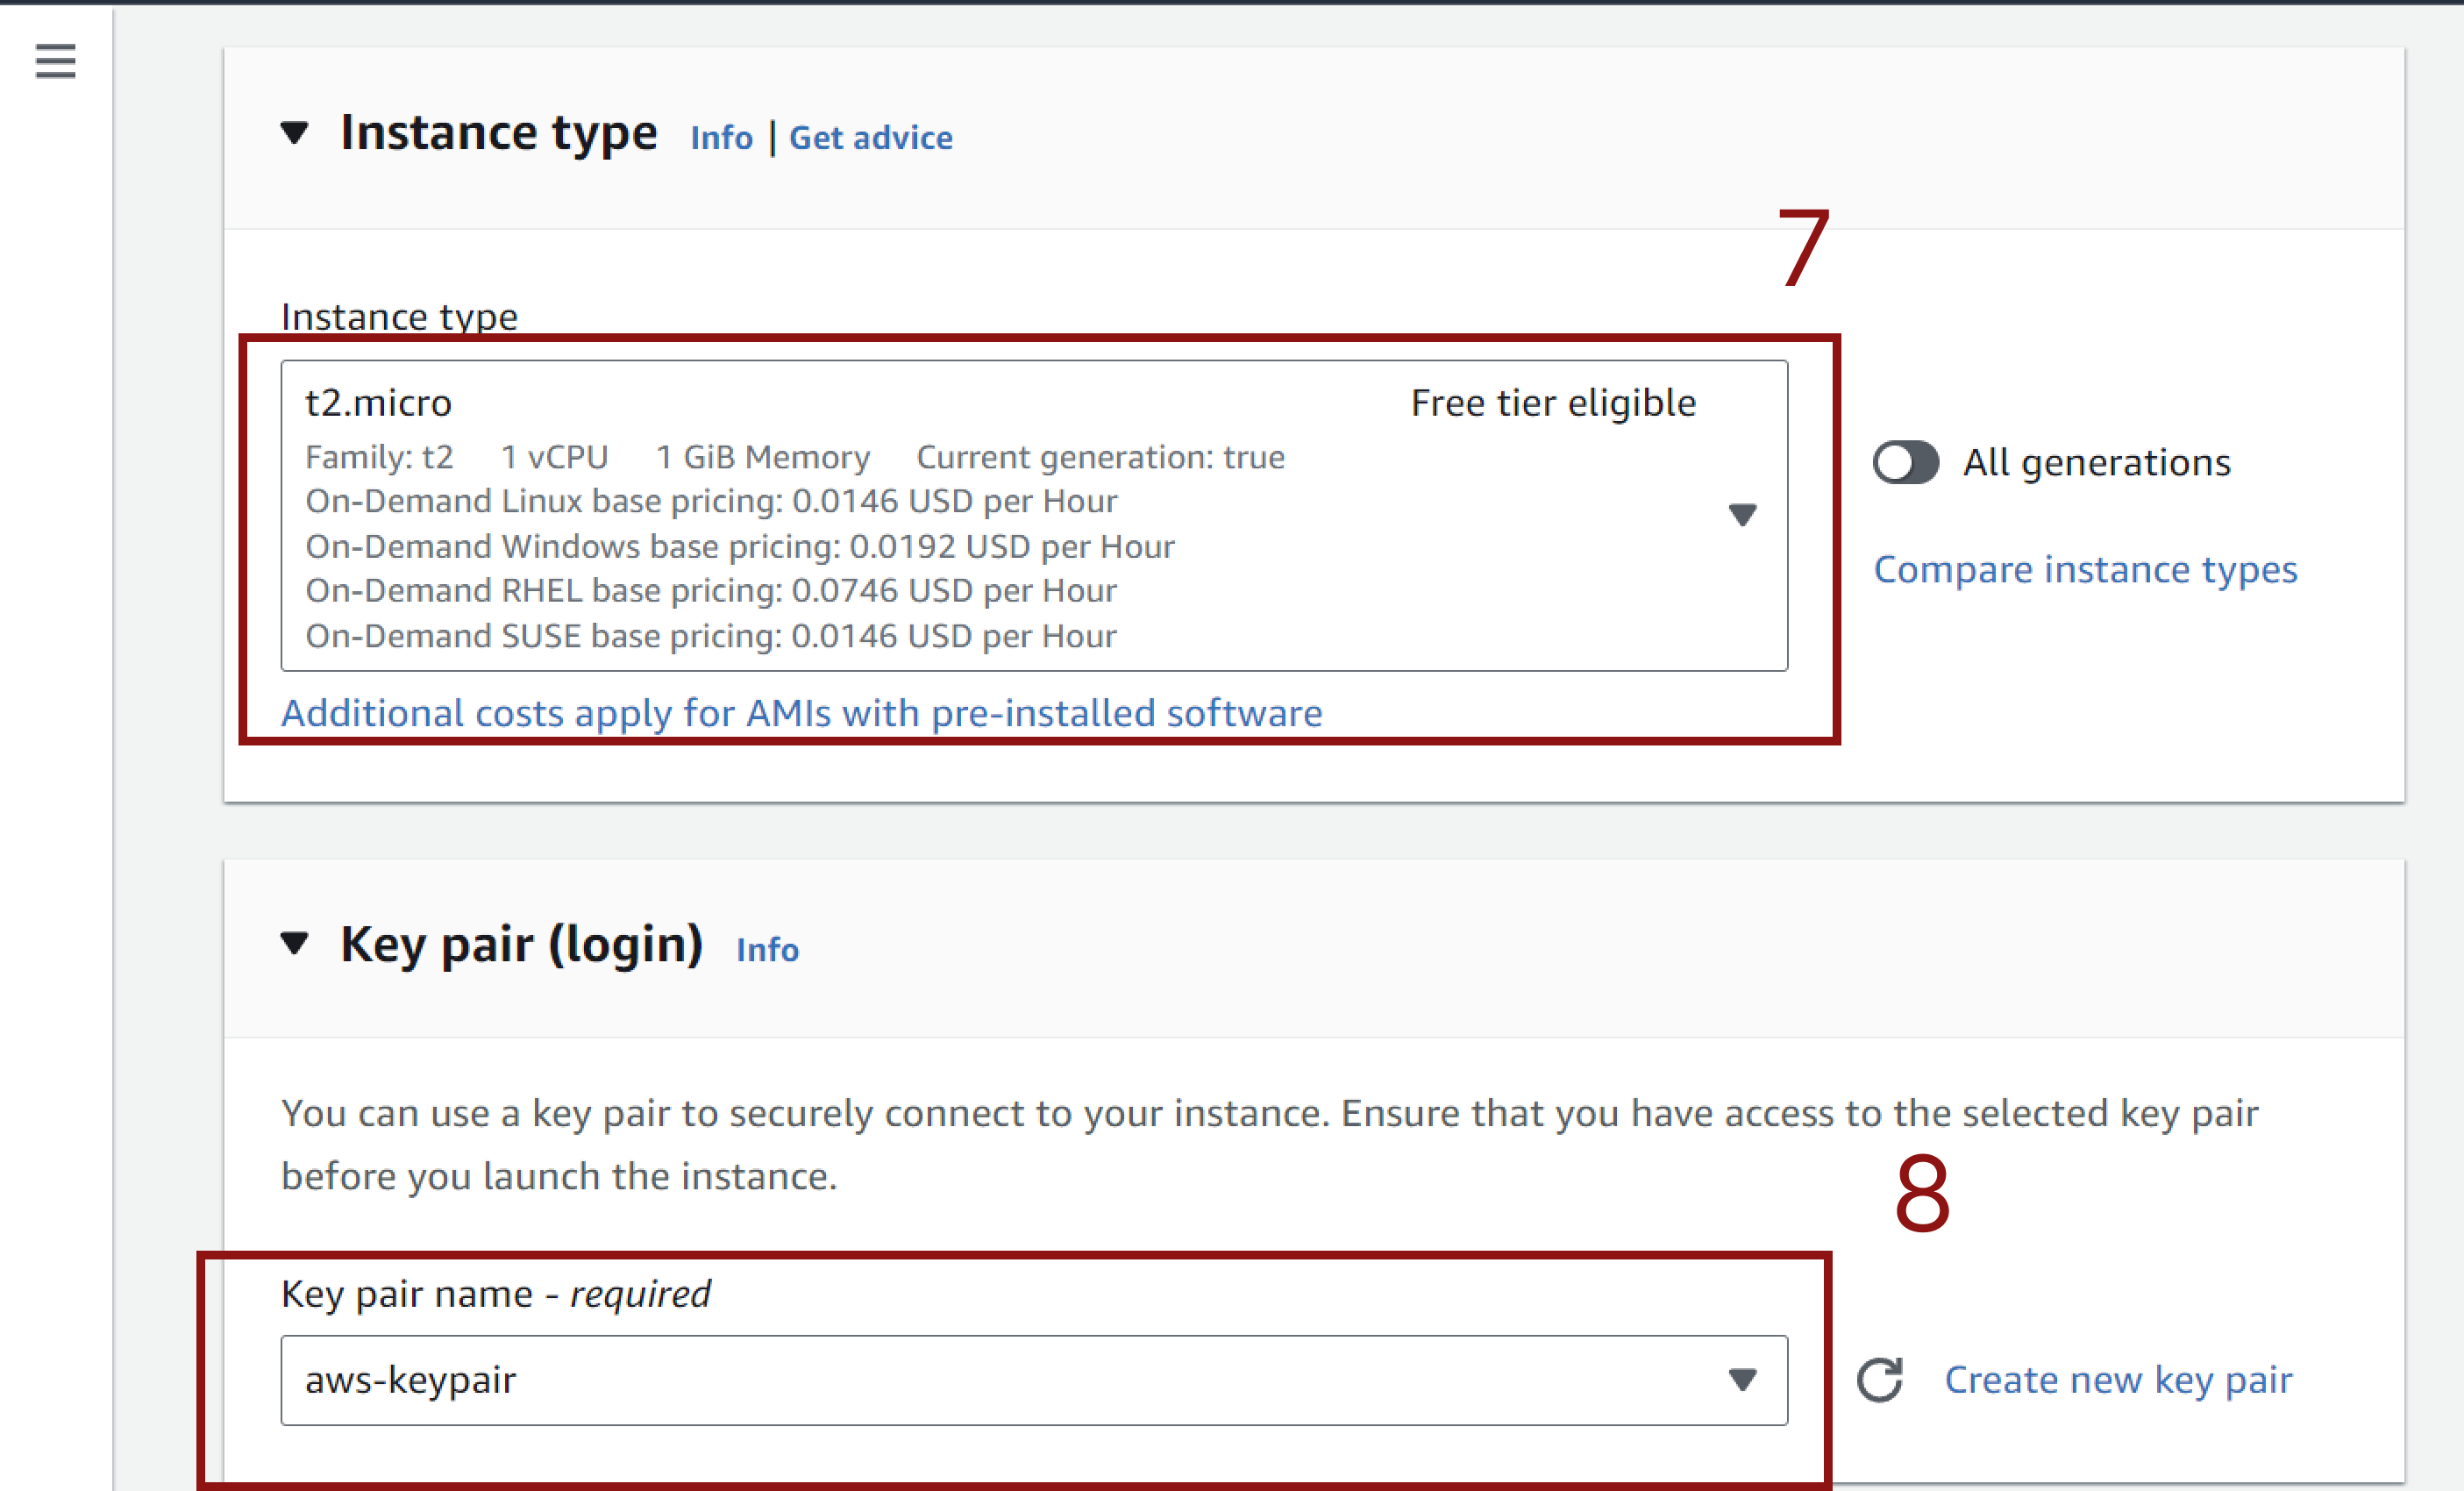 Instance type Info | Get advice
7
Instance type
t2.micro Free tier eligible
Family: t2 1 vCPU 1 GiB Memory Current generation: true
On-Demand Linux base pricing: 0.0146 USD per Hour
On-Demand Windows base pricing: 0.0192 USD per Hour
On-Demand RHEL base pricing: 0.0746 USD per Hour
On-Demand SUSE base pricing: 0.0146 USD per Hour
All generations
Compare instance types
Additional costs apply for AMIs with pre-installed software
Key pair (login) Info
You can use a key pair to securely connect to your instance. Ensure that you have access to the selected key pair
before you launch the instance.
8
Key pair name - required
aws-keypair
Create new key pair